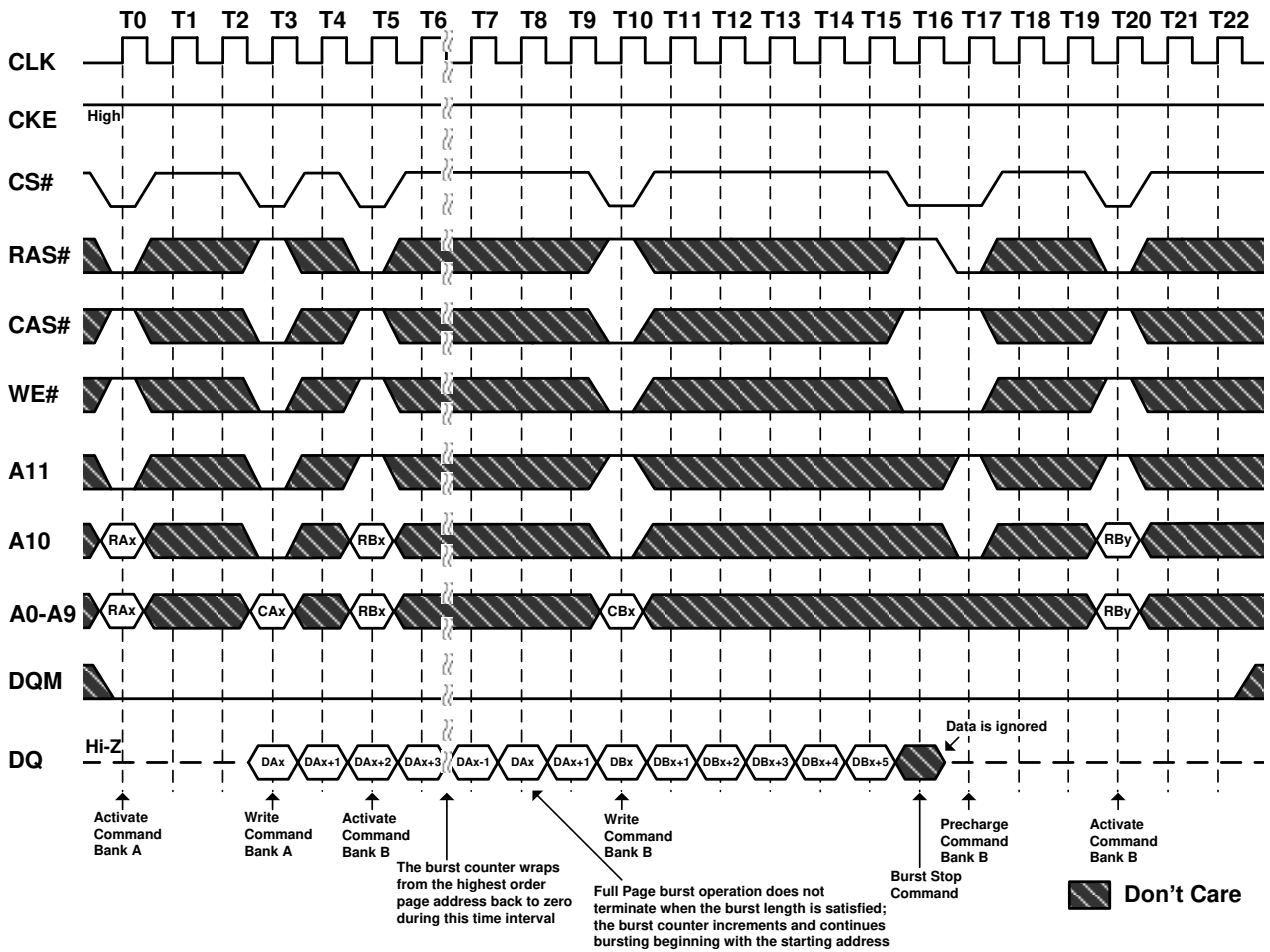 T0 T1 T2 T3 T4 T5 T6 T7 T8 T9 T10 T11 T12 T13 T14 T15 T16 T17 T18 T19 T20 T21 T22
CLK
CKE
High
CS#
RAS#
CAS#
WE#
A11
A10
RAx RBx RBy
A0-A9
RAx CAx RBx CBx RBy
DQM
DQ
Hi-Z
DAx DAx+1 DAx+2 DAx+3 DAx-1 DAx DAx+1 DBx DBx+1 DBx+2 DBx+3 DBx+4 DBx+5
Data is ignored
Activate
Command
Bank A
Write
Command
Bank A
Activate
Command
Bank B
The burst counter wraps
from the highest order
page address back to zero
during this time interval
Full Page burst operation does not
terminate when the burst length is satisfied;
the burst counter increments and continues
bursting beginning with the starting address
Write
Command
Bank B
Burst Stop
Command
Precharge
Command
Bank B
Activate
Command
Bank B
Don't Care